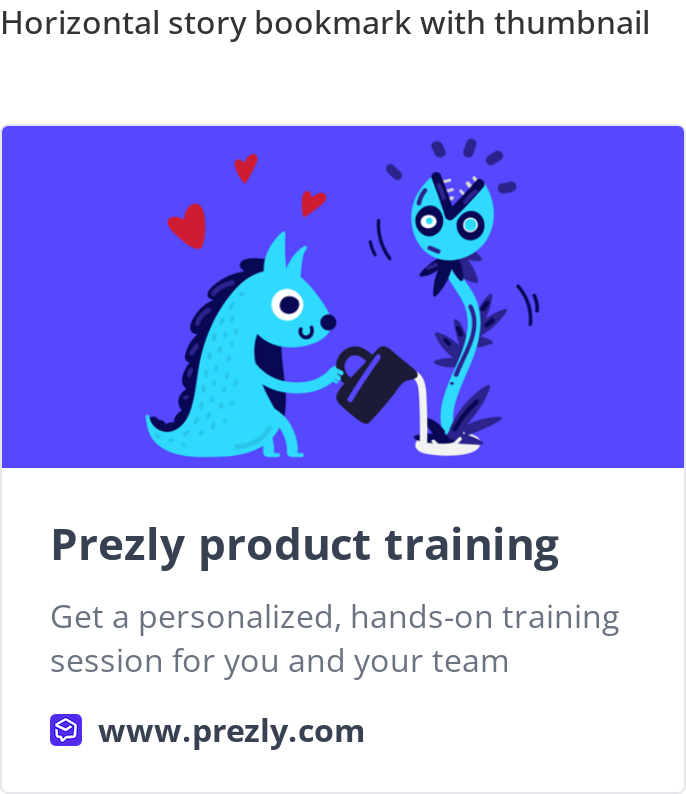 Horizontal story bookmark with thumbnail
Prezly product training
Get a personalized, hands-on training
session for you and your team
www.prezly.com